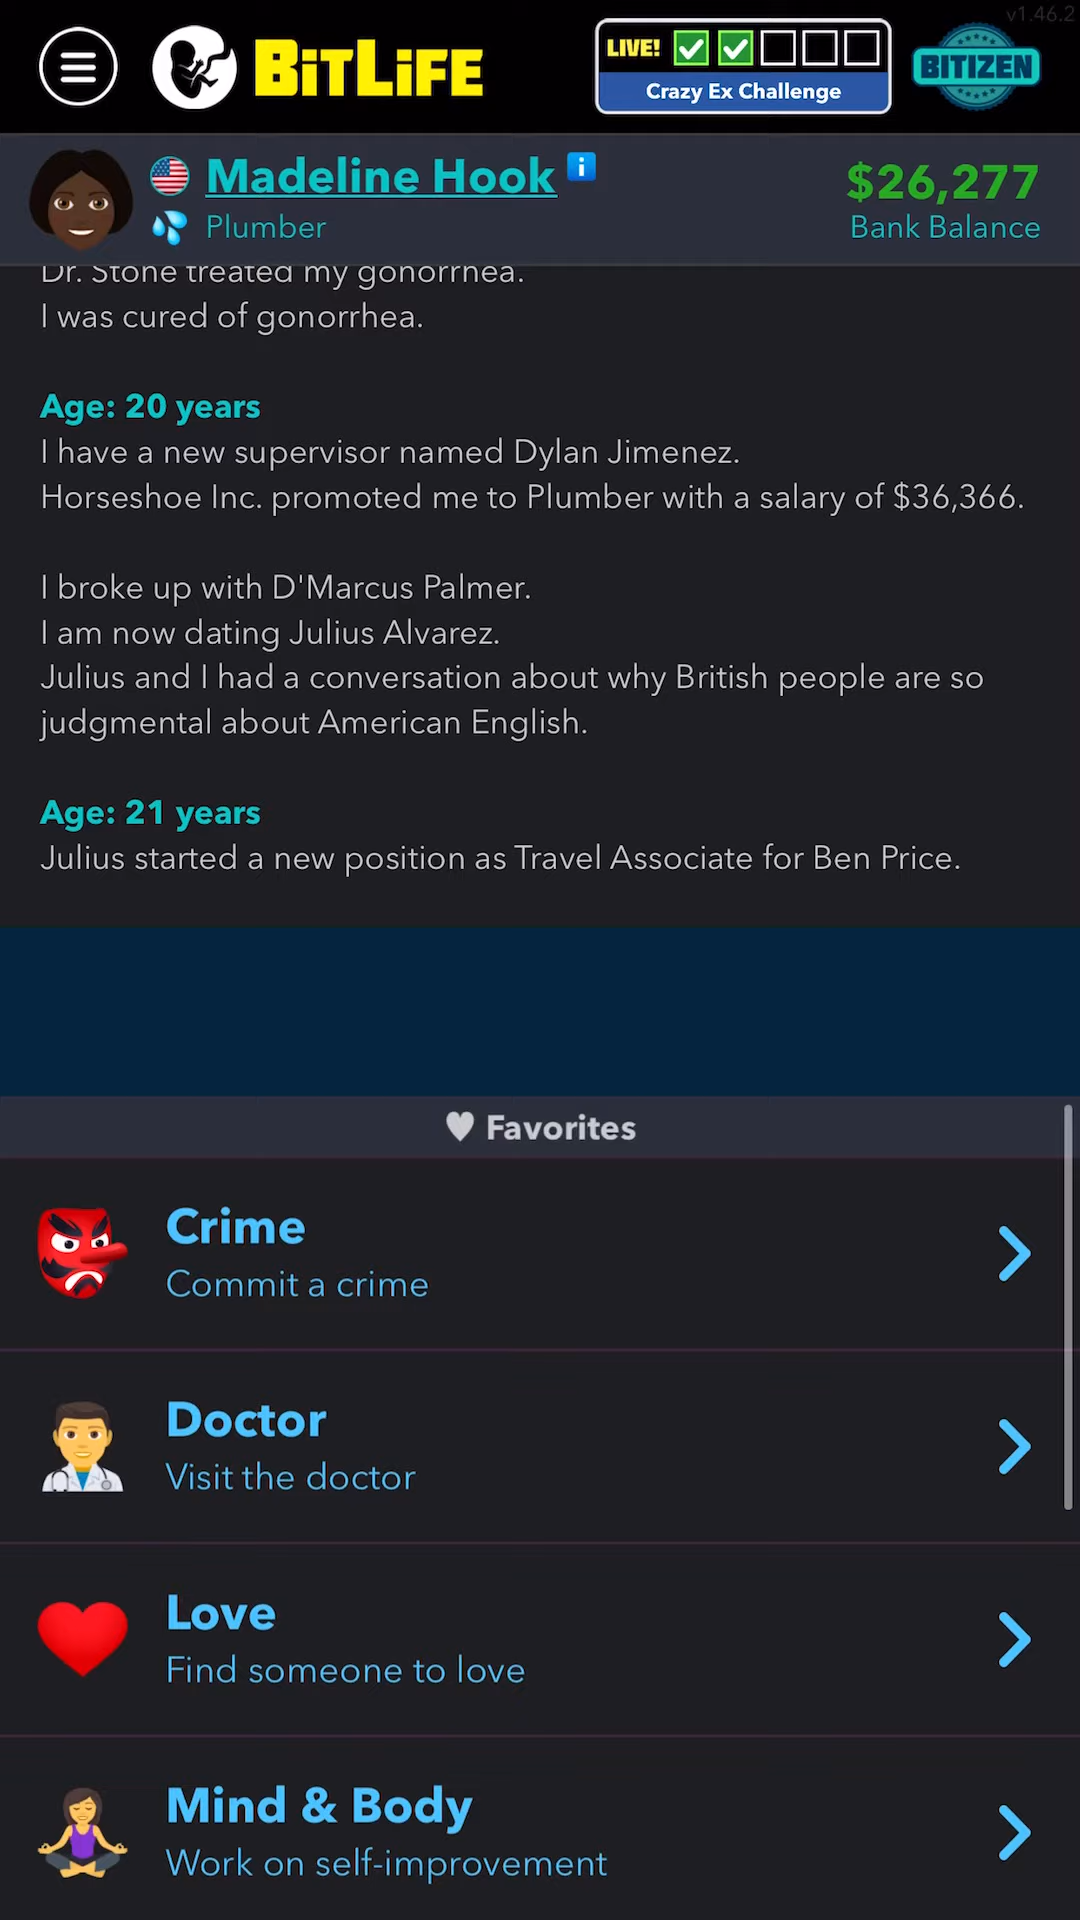 v1.46.2
BITLIFE
LIVE!
Crazy Ex Challenge
BITIZEN
Madeline Hook i
Plumber
$26,277
Bank Balance
Dr. Stone treated my gonorrhea.
I was cured of gonorrhea.
Age: 20 years
I have a new supervisor named Dylan Jimenez.
Horseshoe Inc. promoted me to Plumber with a salary of $36,366.
I broke up with D'Marcus Palmer.
I am now dating Julius Alvarez.
Julius and I had a conversation about why British people are so
judgmental about American English.
Age: 21 years
Julius started a new position as Travel Associate for Ben Price.
Favorites
Crime
Commit a crime
Doctor
Visit the doctor
Love
Find someone to love
Mind & Body
Work on self-improvement